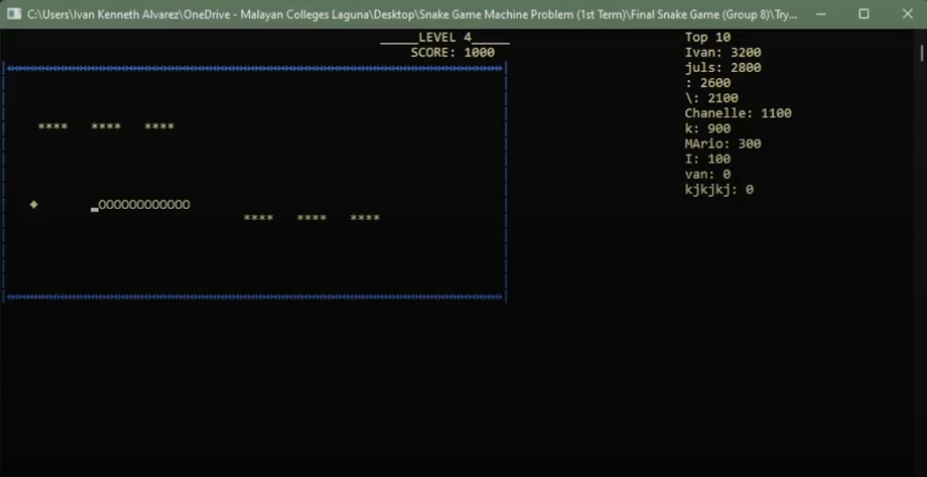 C:\Users\Ivan Kenneth Alvarez\OneDrive - Malayan Colleges Laguna\Desktop\Snake Game Machine Problem (1st Term)\Final Snake Game (Group 8)\Try...
_____LEVEL 4_____
SCORE: 1000
**** **** ****
♦ _OOOOOOOOOOOO
**** **** ****
Top 10
Ivan: 3200
juls: 2800
: 2600
\: 2100
Chanelle: 1100
k: 900
MArio: 300
I: 100
van: 0
kjkjkj: 0